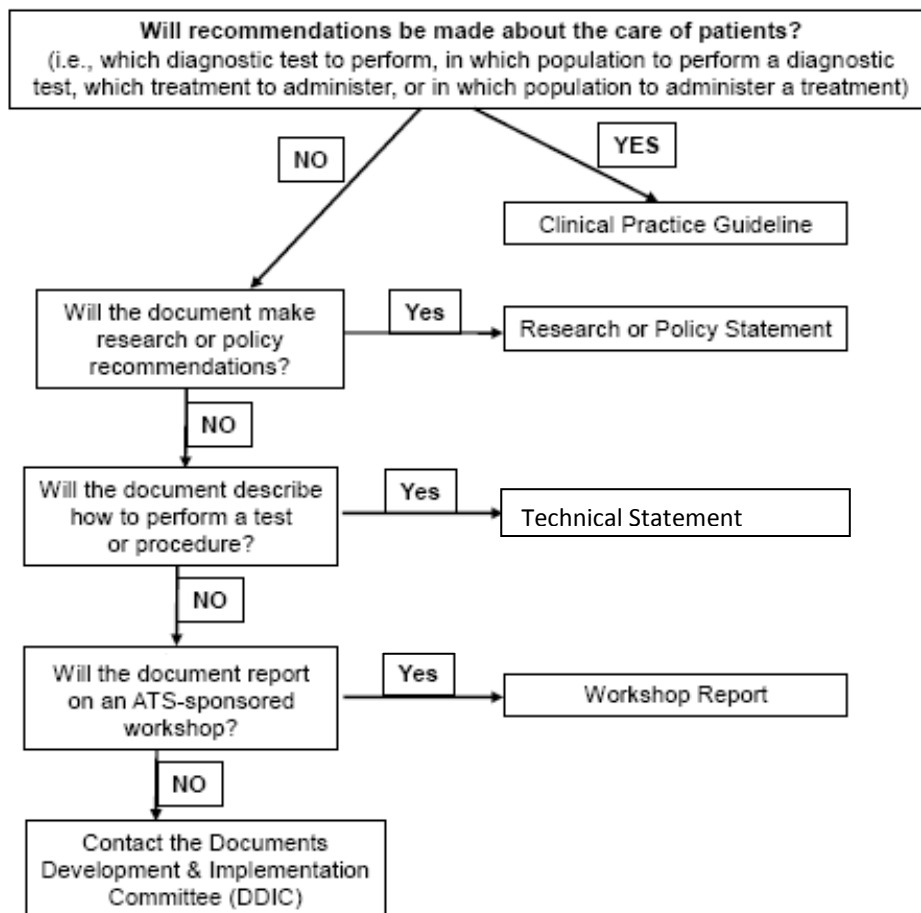 Will recommendations be made about the care of patients?
(i.e., which diagnostic test to perform, in which population to perform a diagnostic
test, which treatment to administer, or in which population to administer a treatment)
NO
YES
Clinical Practice Guideline
Will the document make
research or policy
recommendations?
Yes
Research or Policy Statement
NO
Will the document describe
how to perform a test
or procedure?
Yes
Technical Statement
NO
Will the document report
on an ATS-sponsored
workshop?
Yes
Workshop Report
NO
Contact the Documents
Development & Implementation
Committee (DDIC)